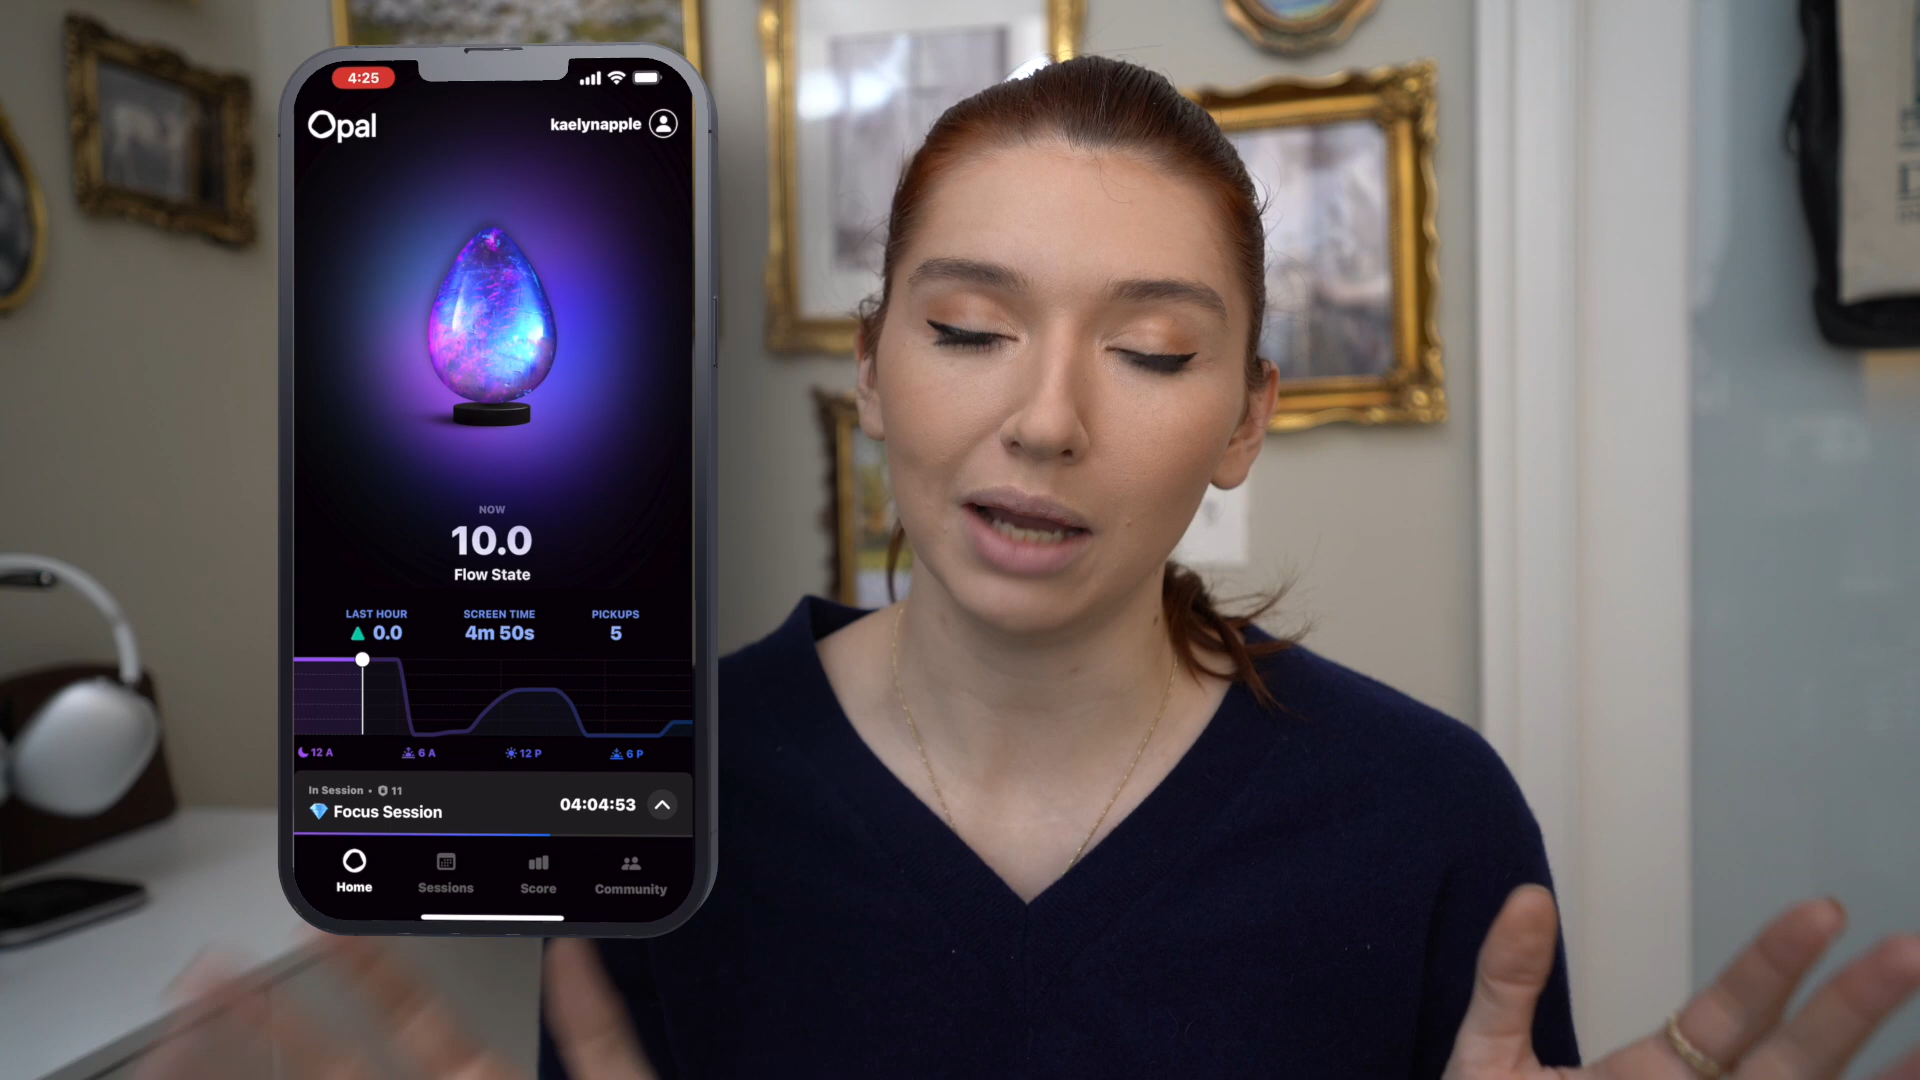 4:25
Opal
kaelynapple
NOW
10.0
Flow State
LAST HOUR SCREEN TIME PICKUPS
0.0 4m 50s 5
12 A 6 A 12 P 6 P
In Session • 11
Focus Session 04:04:53
Home Sessions Score Community